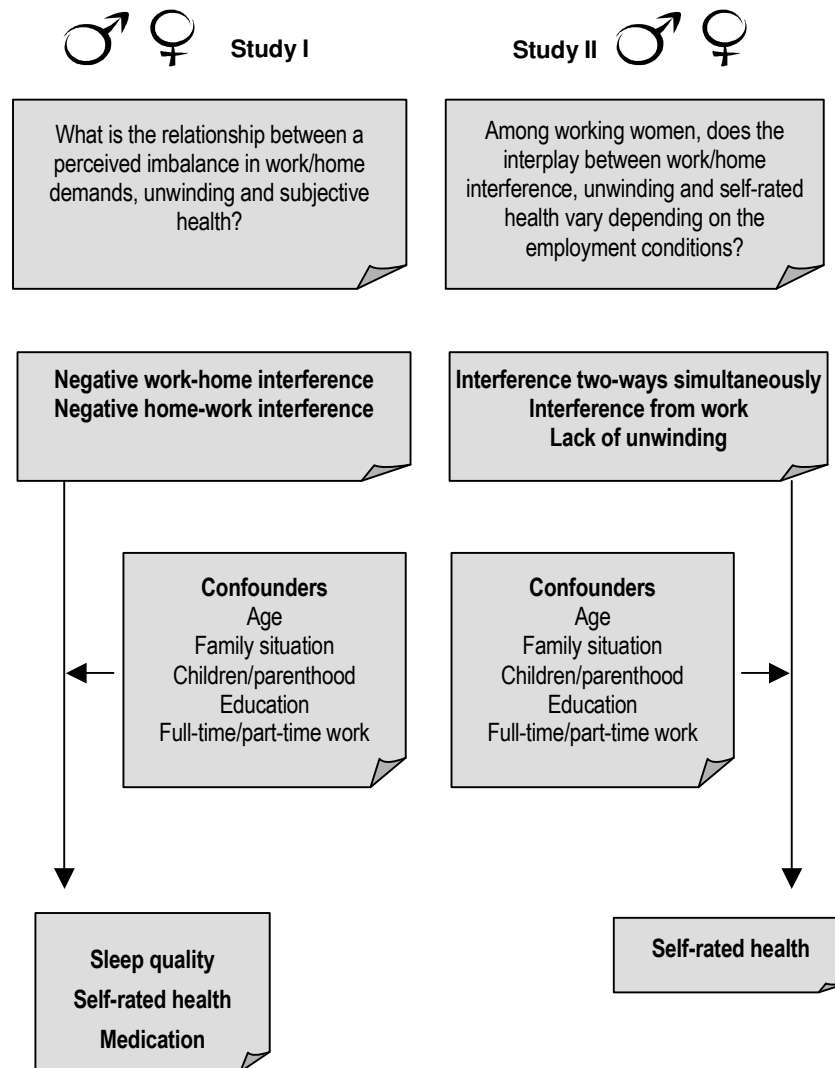 Study I
What is the relationship between a
perceived imbalance in work/home
demands, unwinding and subjective
health?
Negative work-home interference
Negative home-work interference
Confounders
Age
Family situation
Children/parenthood
Education
Full-time/part-time work
Sleep quality
Self-rated health
Medication
Study II
Among working women, does the
interplay between work/home
interference, unwinding and self-rated
health vary depending on the
employment conditions?
Interference two-ways simultaneously
Interference from work
Lack of unwinding
Confounders
Age
Family situation
Children/parenthood
Education
Full-time/part-time work
Self-rated health